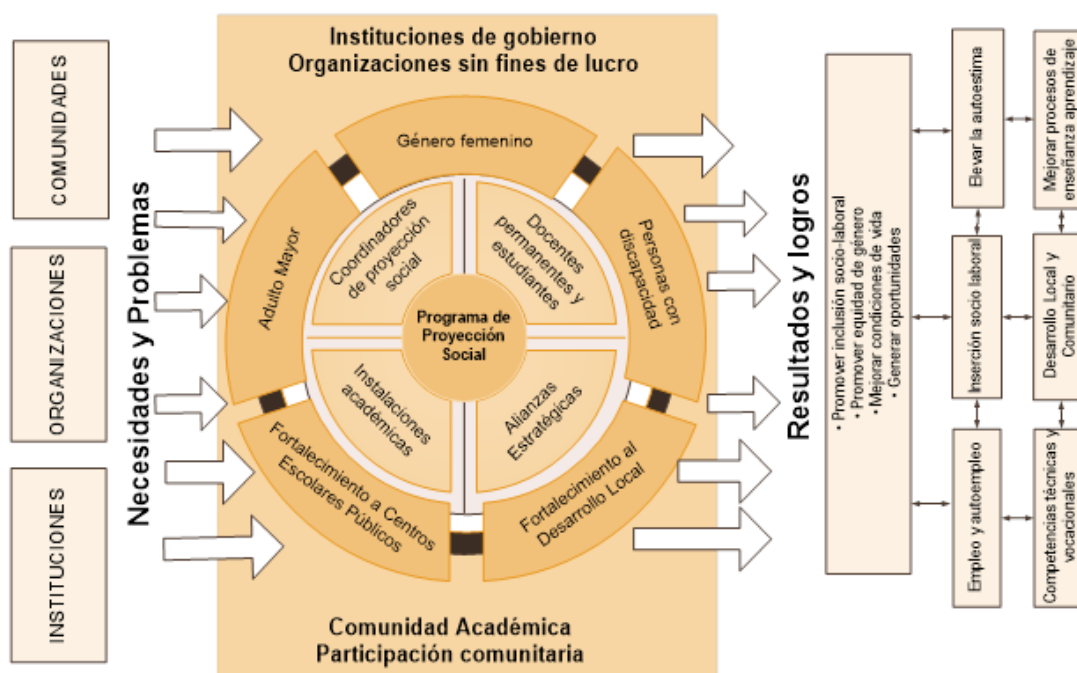 COMUNIDADES
ORGANIZACIONES
INSTITUCIONES
Necesidades y Problemas
Instituciones de gobierno
Organizaciones sin fines de lucro
Género femenino
Adulto Mayor
Personas con
discapacidad
Coordinadores
de proyección
social
Docentes
permanentes y
estudiantes
Programa de
Proyección
Social
Instalaciones
académicas
Alianzas
Estratégicas
Fortalecimiento a Centros
Escolares Públicos
Fortalecimiento al
Desarrollo Local
Comunidad Académica
Participación comunitaria
Resultados y logros
• Promover inclusión socio-laboral
• Promover equidad de género
• Mejorar condiciones de vida
• Generar oportunidades
Elevar la autoestima
Inserción socio laboral
Empleo y autoempleo
Mejorar procesos de
enseñanza aprendizaje
Desarrollo Local y
Comunitario
Competencias técnicas y
vocacionales